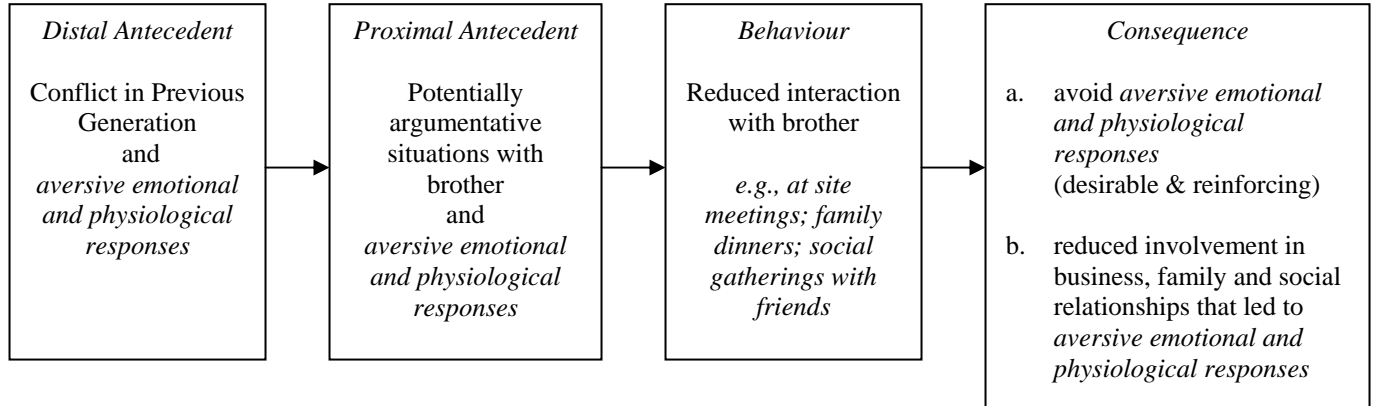 Distal Antecedent
Conflict in Previous
Generation
and
aversive emotional
and physiological
responses
Proximal Antecedent
Potentially
argumentative
situations with
brother
and
aversive emotional
and physiological
responses
Behaviour
Reduced interaction
with brother
e.g., at site
meetings; family
dinners; social
gatherings with
friends
Consequence
a. avoid aversive emotional
and physiological
responses
(desirable & reinforcing)
b. reduced involvement in
business, family and social
relationships that led to
aversive emotional and
physiological responses